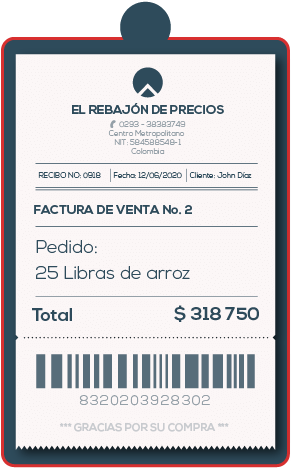 EL REBAJÓN DE PRECIOS
0293 - 38383749
Centro Metropolitano
NIT: 584588548-1
Colombia
RECIBO NO: 0918 Fecha: 12/06/2020 Cliente: John Díaz
FACTURA DE VENTA No. 2
Pedido:
25 Libras de arroz
Total $ 318 750
8320203928302
*** GRACIAS POR SU COMPRA ***